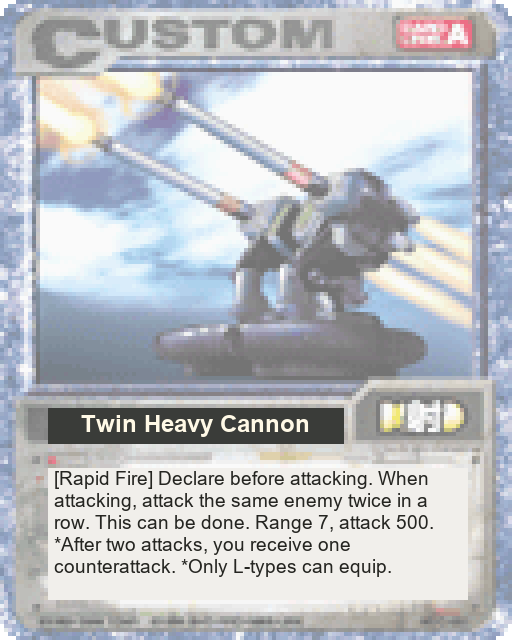 CUSTOM
Twin Heavy Cannon
[Rapid Fire] Declare before attacking. When
attacking, attack the same enemy twice in a
row. This can be done. Range 7, attack 500.
*After two attacks, you receive one
counterattack. *Only L-types can equip.